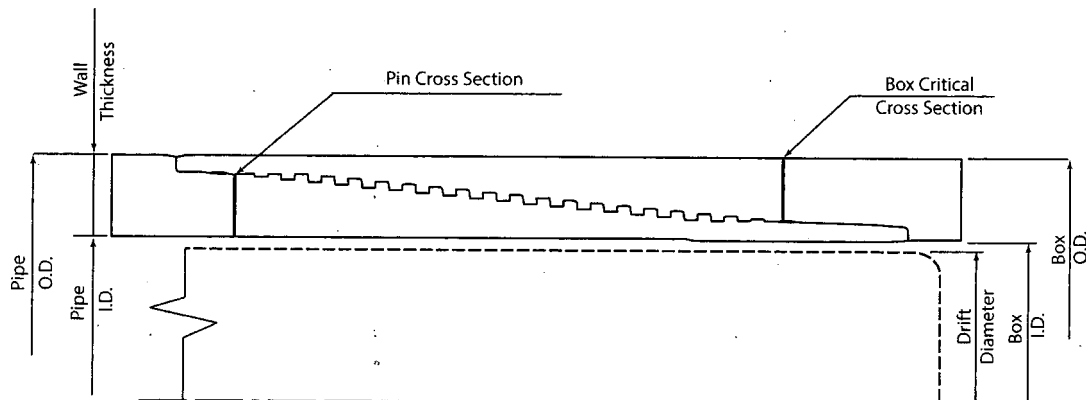 Wall
Thickness
Pin Cross Section
Box Critical
Cross Section
Pipe
O.D.
Pipe
I.D.
Drift
Diameter
Box
I.D.
Box
O.D.